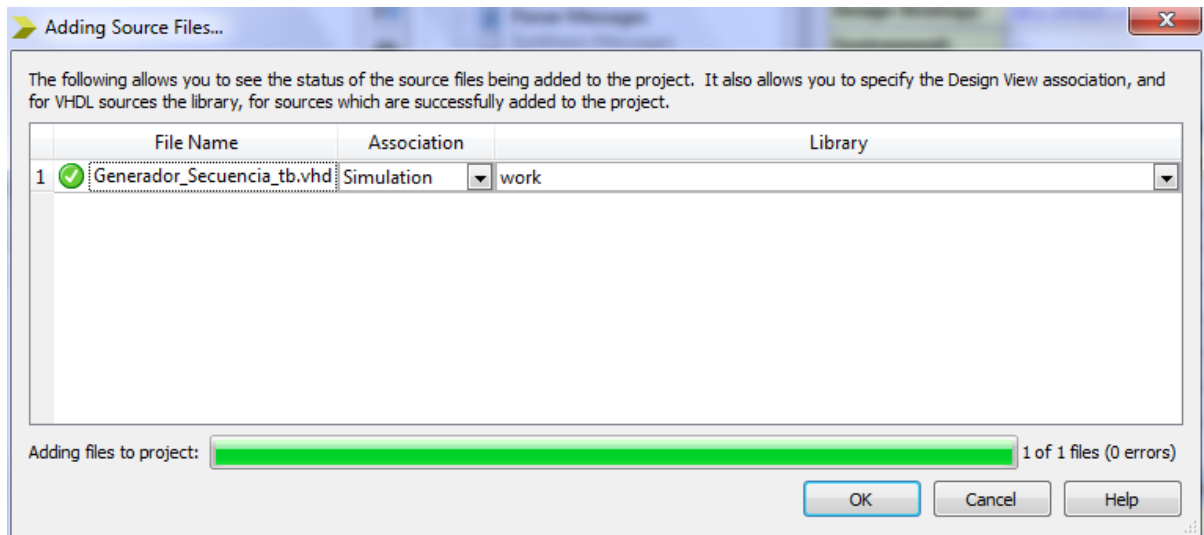 Adding Source Files...
The following allows you to see the status of the source files being added to the project. It also allows you to specify the Design View association, and
for VHDL sources the library, for sources which are successfully added to the project.
File Name Association Library
1 Generador_Secuencia_tb.vhd Simulation work
Adding files to project: 1 of 1 files (0 errors)
OK Cancel Help